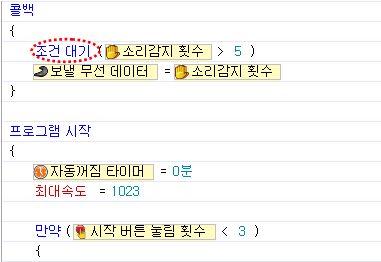 콜백
{
조건 대기 ( 소리감지 횟수 > 5 )
보낼 무선 데이터 = 소리감지 횟수
}
프로그램 시작
{
자동꺼짐 타이머 = 0분
최대속도 = 1023
만약 ( 시작 버튼 눌림 횟수 < 3 )
{